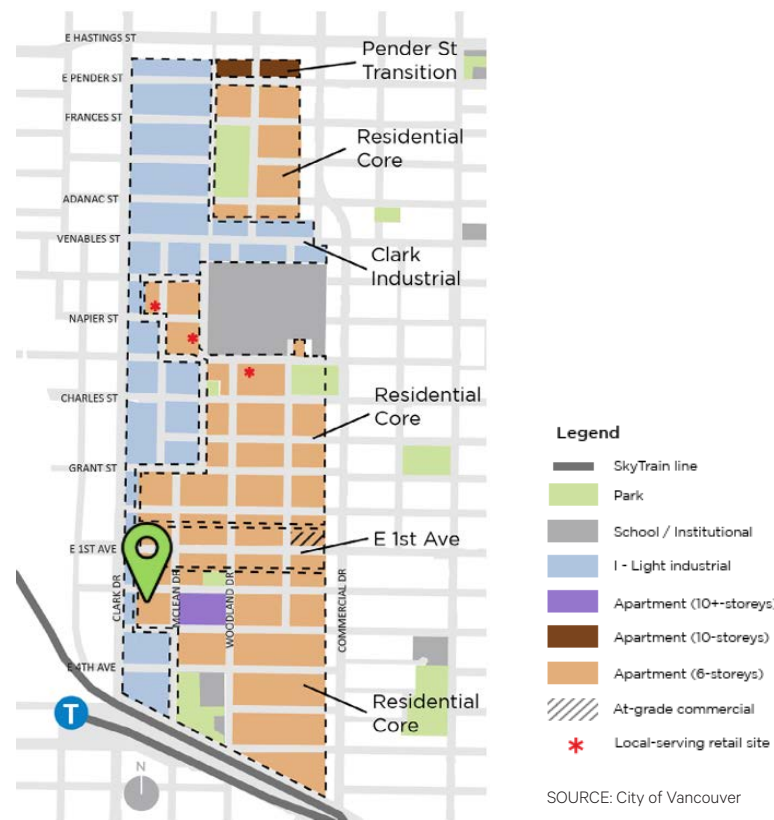 E HASTINGS ST
Pender St
Transition
E PENDER ST
FRANCES ST
Residential
Core
ADANAC ST
VENABLES ST
Clark
Industrial
NAPIER ST
CHARLES ST
Residential
Core
GRANT ST
E 1ST AVE
E 1st Ave
CLARK DR
MCLEAN DR
WOODLAND DR
COMMERCIAL DR
E 4TH AVE
Residential
Core
T
N
Legend
SkyTrain line
Park
School / Institutional
I - Light industrial
Apartment (10+-storeys)
Apartment (10-storeys)
Apartment (6-storeys)
At-grade commercial
Local-serving retail site
SOURCE: City of Vancouver